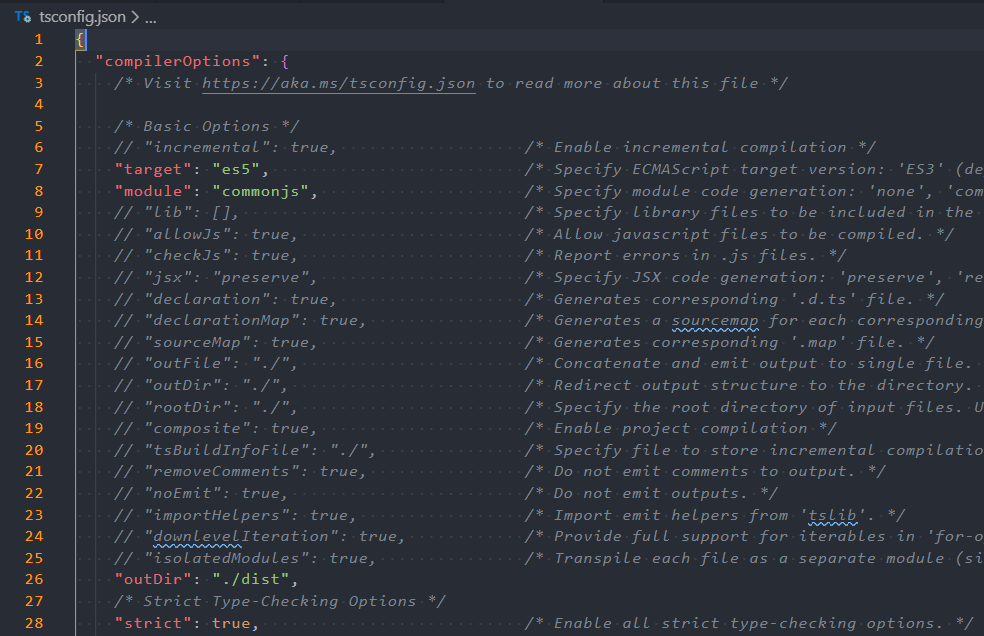 TS tsconfig.json > ...
1 {
2 "compilerOptions": {
3 /* Visit https://aka.ms/tsconfig.json to read more about this file */
4
5 /* Basic Options */
6 // "incremental": true, /* Enable incremental compilation */
7 "target": "es5", /* Specify ECMAScript target version: 'ES3' (de
8 "module": "commonjs", /* Specify module code generation: 'none', 'com
9 // "lib": [], /* Specify library files to be included in the
10 // "allowJs": true, /* Allow javascript files to be compiled. */
11 // "checkJs": true, /* Report errors in .js files. */
12 // "jsx": "preserve", /* Specify JSX code generation: 'preserve', 're
13 // "declaration": true, /* Generates corresponding '.d.ts' file. */
14 // "declarationMap": true, /* Generates a sourcemap for each corresponding
15 // "sourceMap": true, /* Generates corresponding '.map' file. */
16 // "outFile": "./", /* Concatenate and emit output to single file.
17 // "outDir": "./", /* Redirect output structure to the directory.
18 // "rootDir": "./", /* Specify the root directory of input files. U
19 // "composite": true, /* Enable project compilation */
20 // "tsBuildInfoFile": "./", /* Specify file to store incremental compilatio
21 // "removeComments": true, /* Do not emit comments to output. */
22 // "noEmit": true, /* Do not emit outputs. */
23 // "importHelpers": true, /* Import emit helpers from 'tslib'. */
24 // "downlevelIteration": true, /* Provide full support for iterables in 'for-o
25 // "isolatedModules": true, /* Transpile each file as a separate module (si
26 "outDir": "./dist",
27 /* Strict Type-Checking Options */
28 "strict": true, /* Enable all strict type-checking options. */